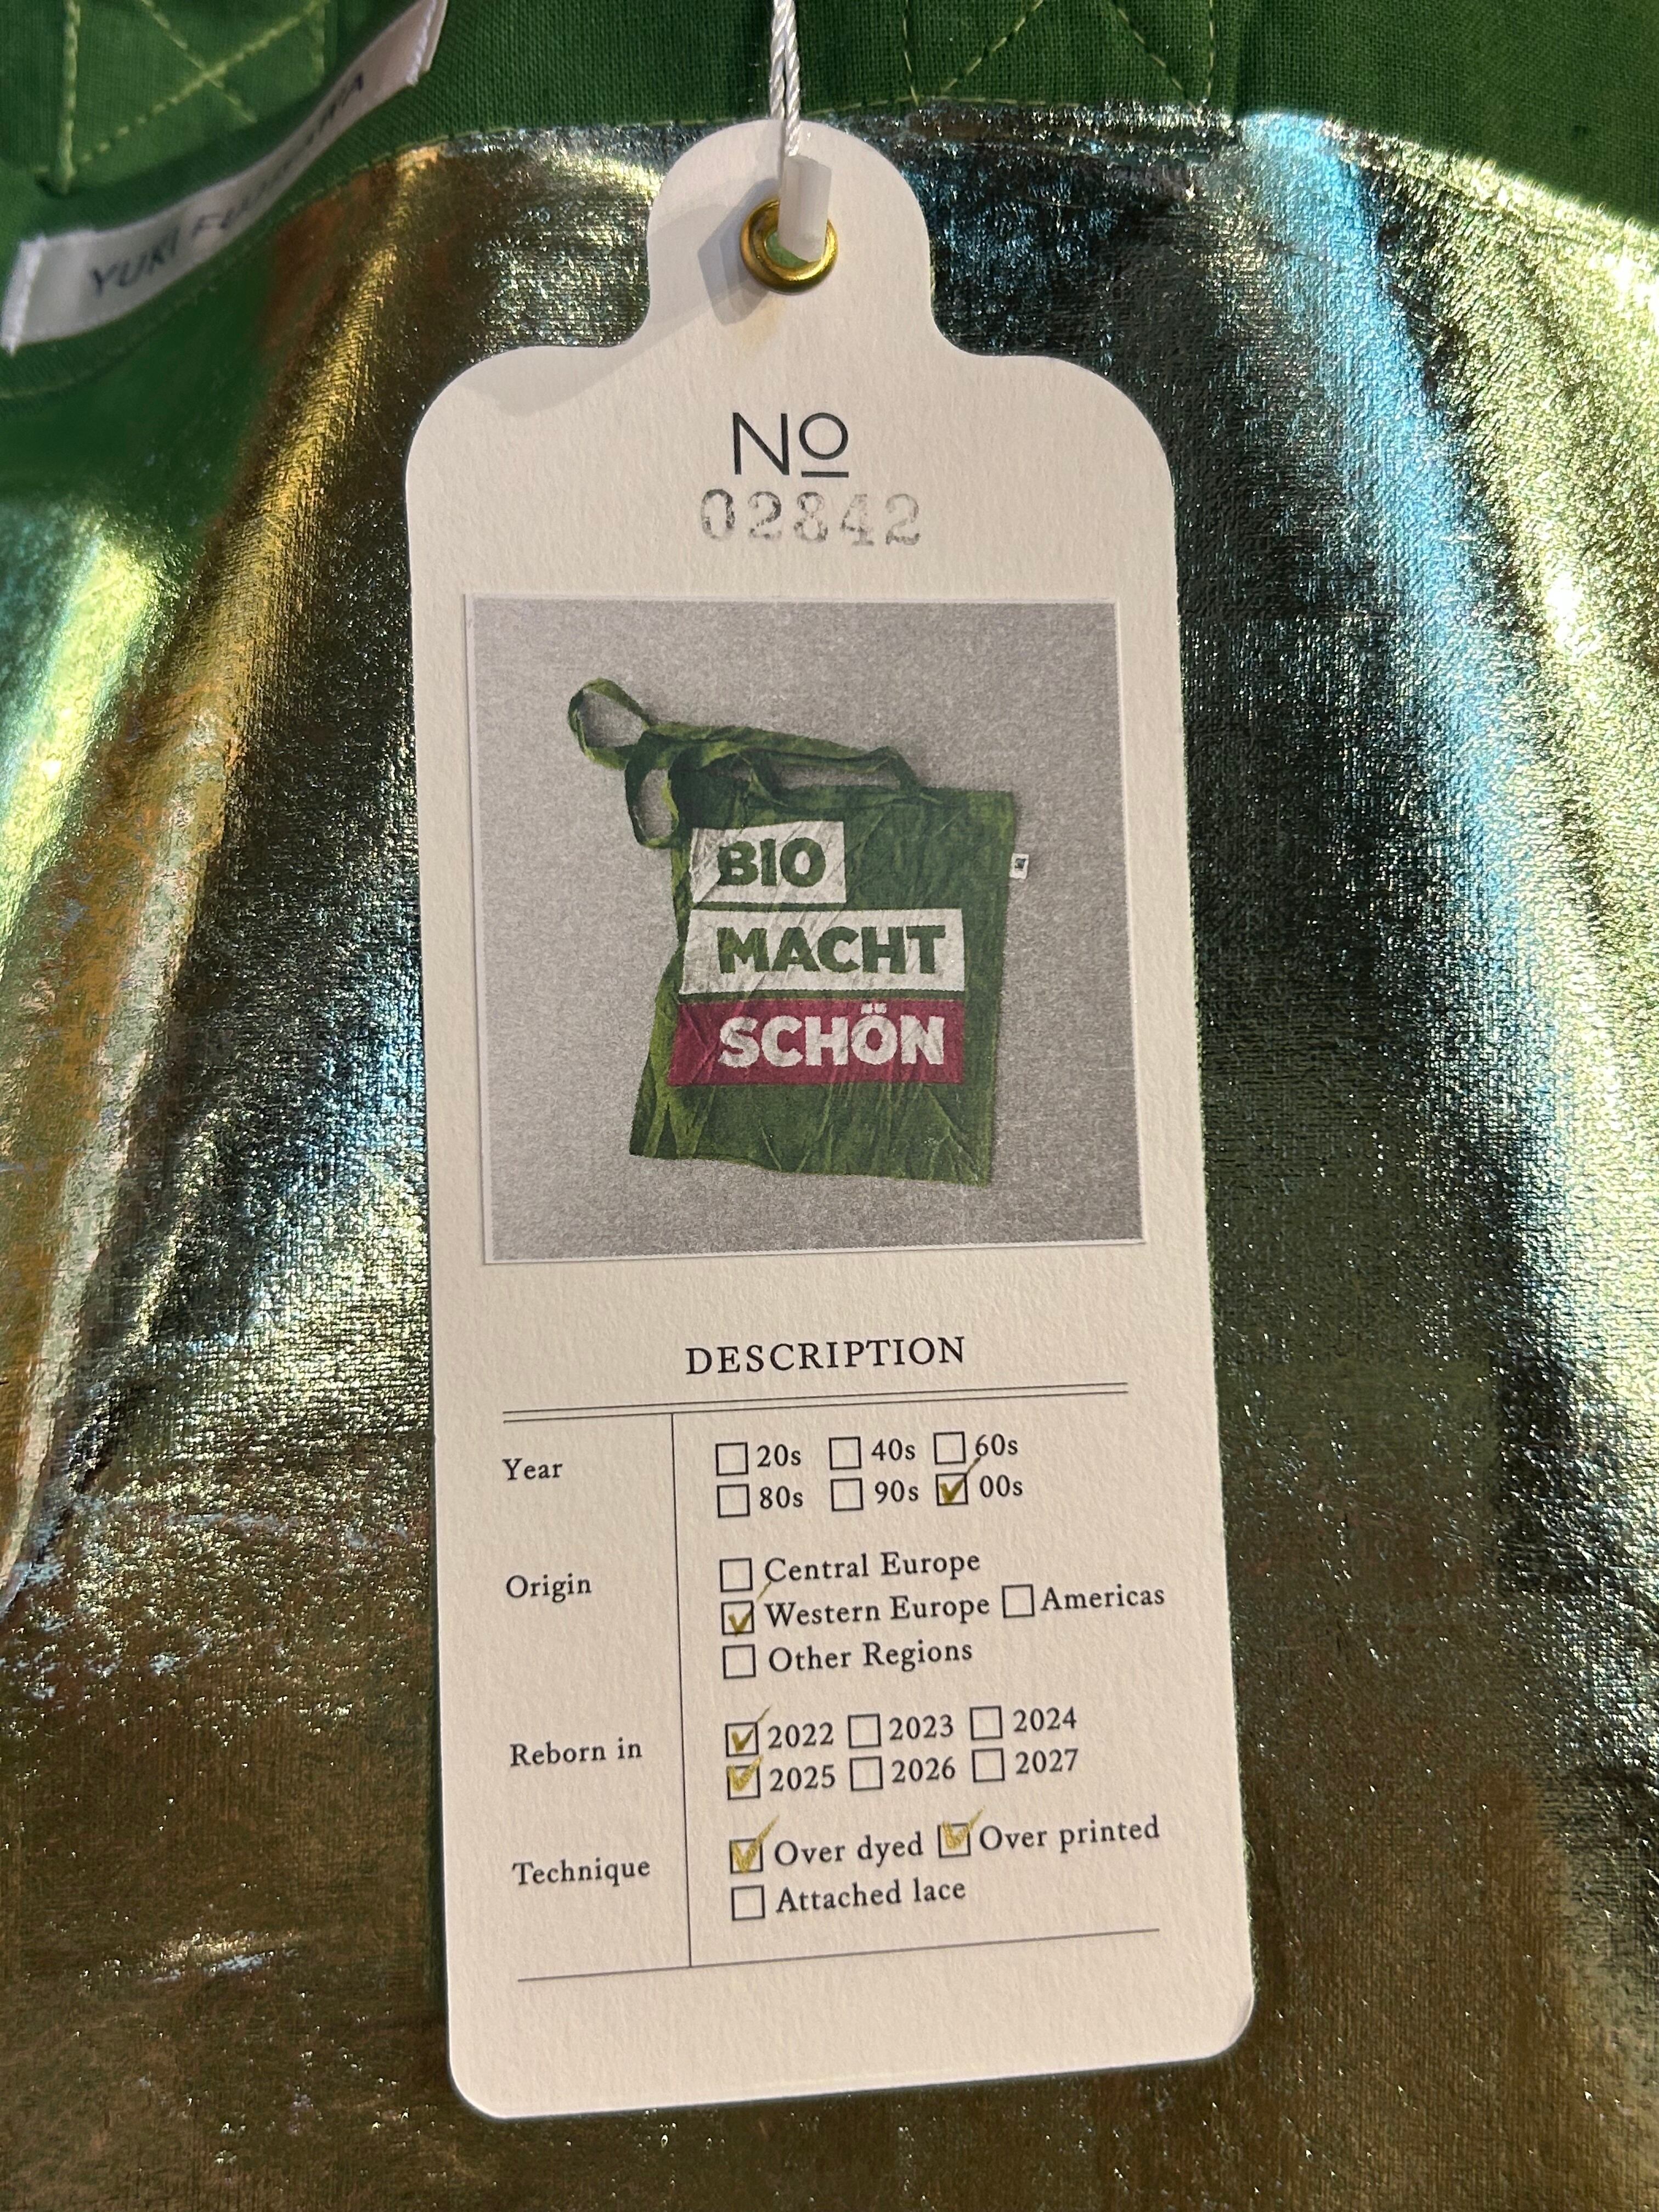 YUKI
No
02842
BIO
MACHT
SCHÖN
DESCRIPTION
Year
20s 40s 60s
80s 90s 00s
Origin
Central Europe
Western Europe Americas
Other Regions
Reborn in
2022 2023 2024
2025 2026 2027
Technique
Over dyed Over printed
Attached lace